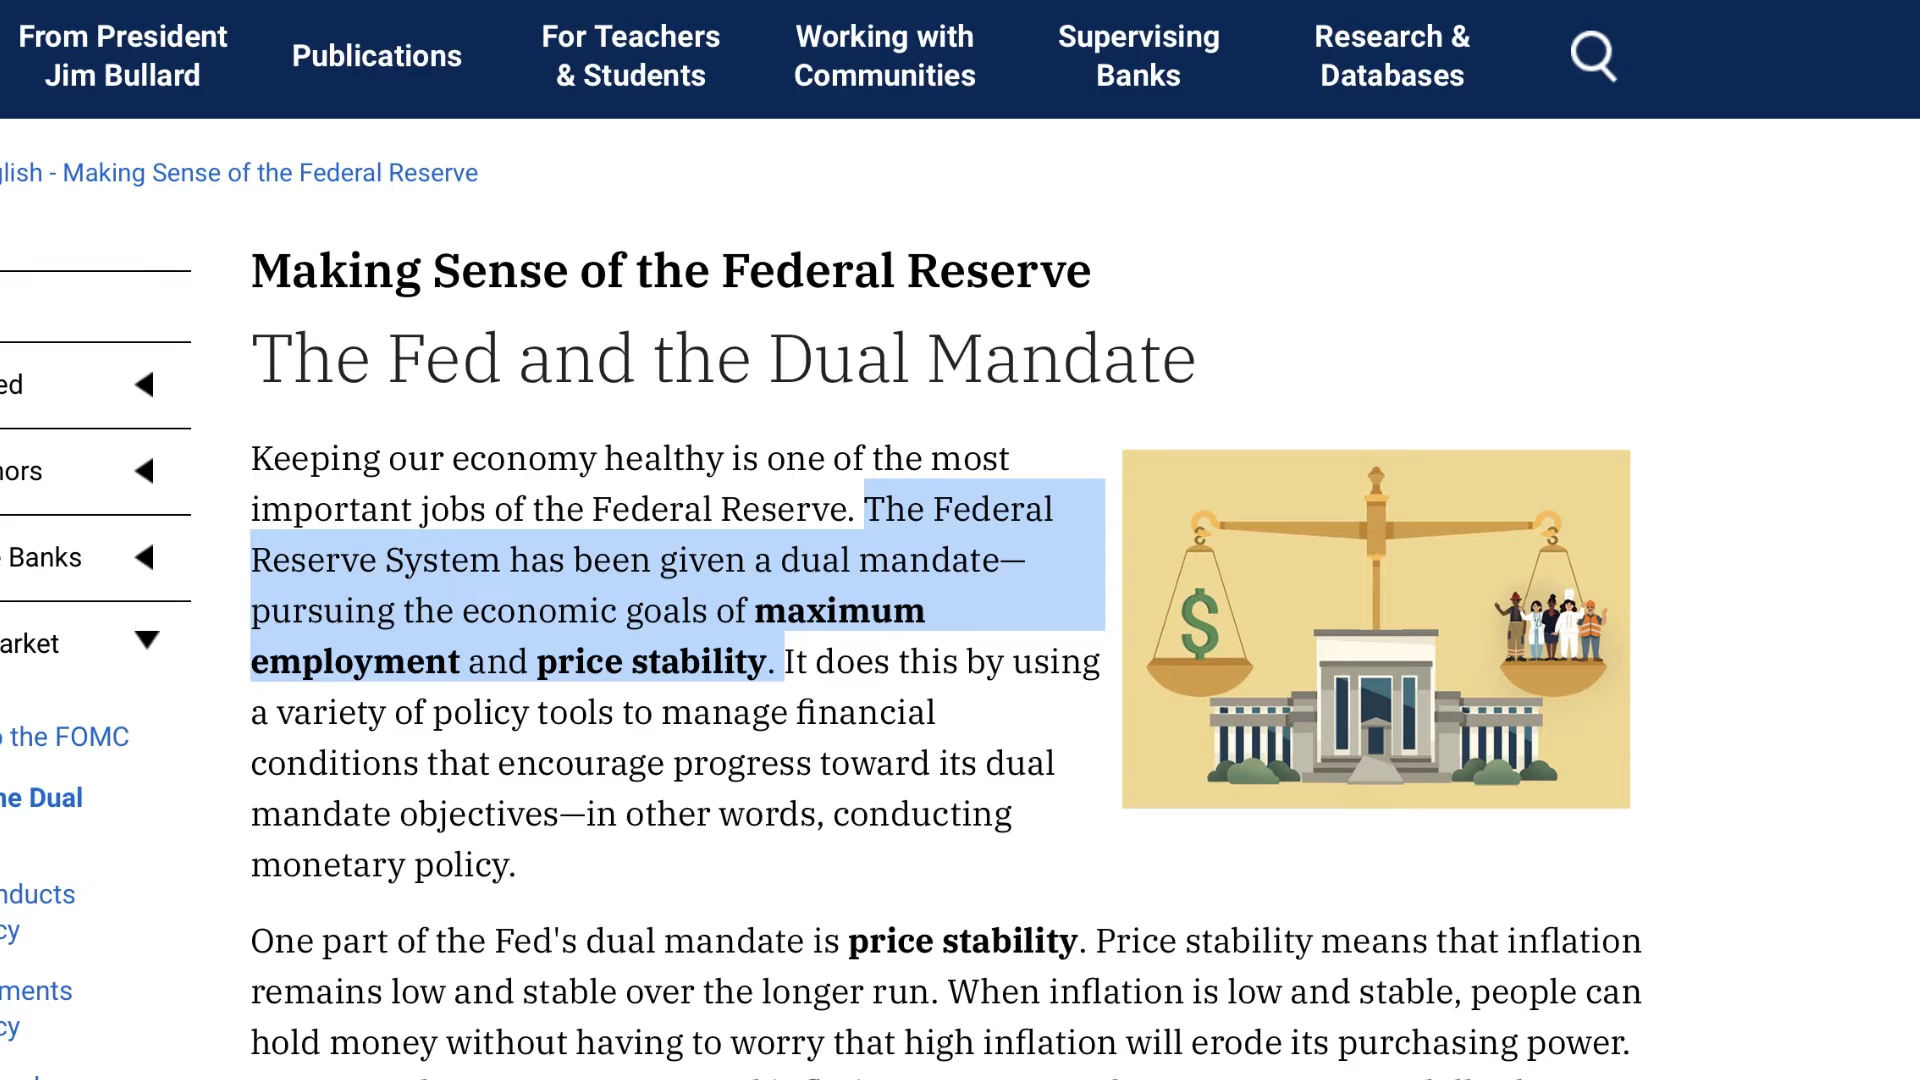 From President
Jim Bullard
Publications
For Teachers
& Students
Working with
Communities
Supervising
Banks
Research &
Databases
glish - Making Sense of the Federal Reserve
Making Sense of the Federal Reserve
The Fed and the Dual Mandate
ed
nors
Banks
arket
the FOMC
he Dual
nducts
cy
ments
cy
Keeping our economy healthy is one of the most
important jobs of the Federal Reserve. The Federal
Reserve System has been given a dual mandate—
pursuing the economic goals of maximum
employment and price stability. It does this by using
a variety of policy tools to manage financial
conditions that encourage progress toward its dual
mandate objectives—in other words, conducting
monetary policy.
$
One part of the Fed's dual mandate is price stability. Price stability means that inflation
remains low and stable over the longer run. When inflation is low and stable, people can
hold money without having to worry that high inflation will erode its purchasing power.